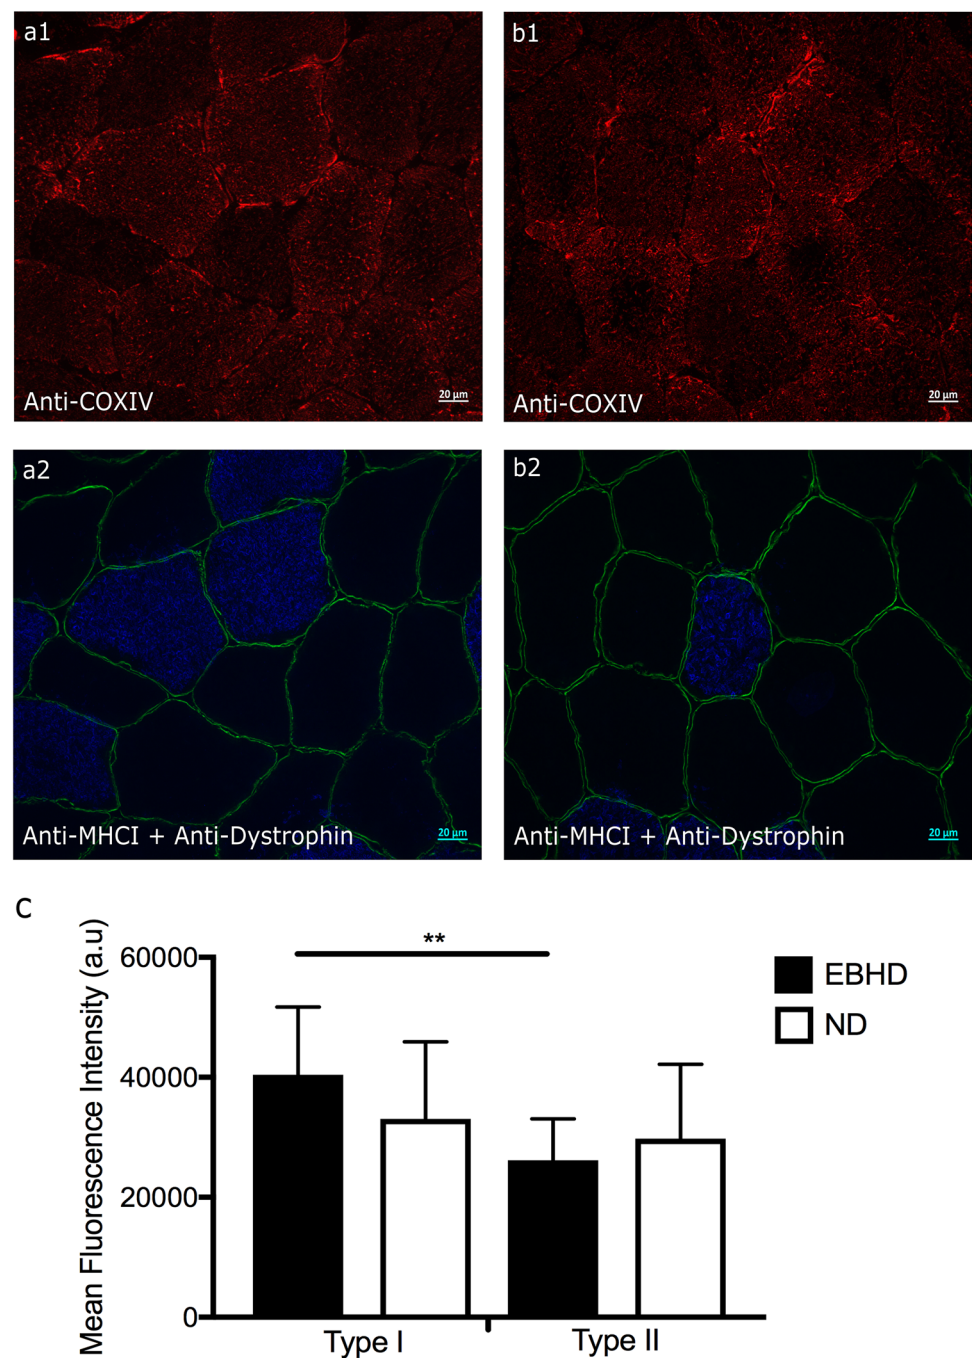 a1
b1
Anti-COXIV
20 µm
Anti-COXIV
20 µm
a2
b2
Anti-MHCI + Anti-Dystrophin
20 µm
Anti-MHCI + Anti-Dystrophin
20 µm
c
Mean Fluorescence Intensity (a.u)
60000
40000
20000
0
**
EBHD
ND
Type I
Type II